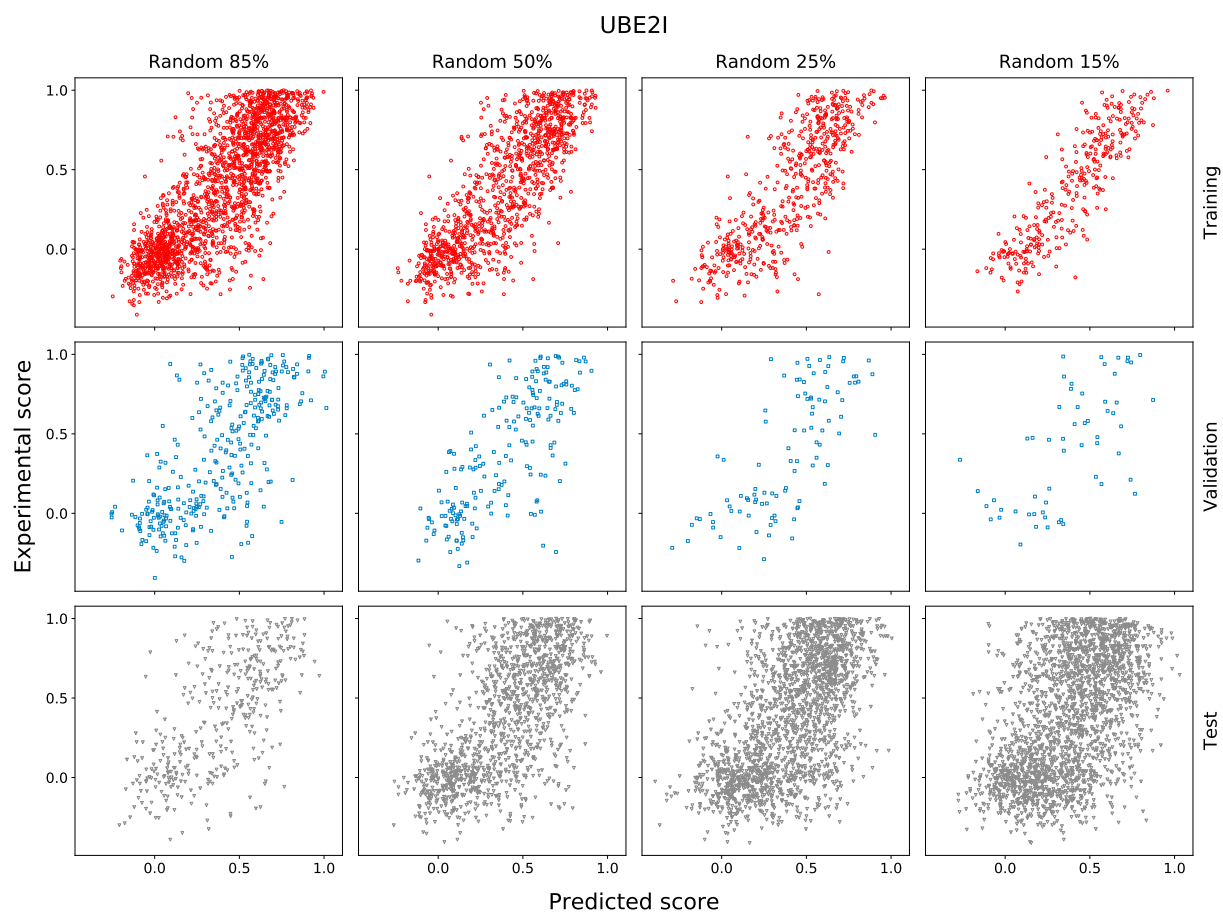 UBE2I
Random 85% Random 50% Random 25% Random 15%
1.0
0.5
0.0
Training
1.0
0.5
0.0
Validation
Experimental score
1.0
0.5
0.0
Test
0.0 0.5 1.0 0.0 0.5 1.0 0.0 0.5 1.0 0.0 0.5 1.0
Predicted score